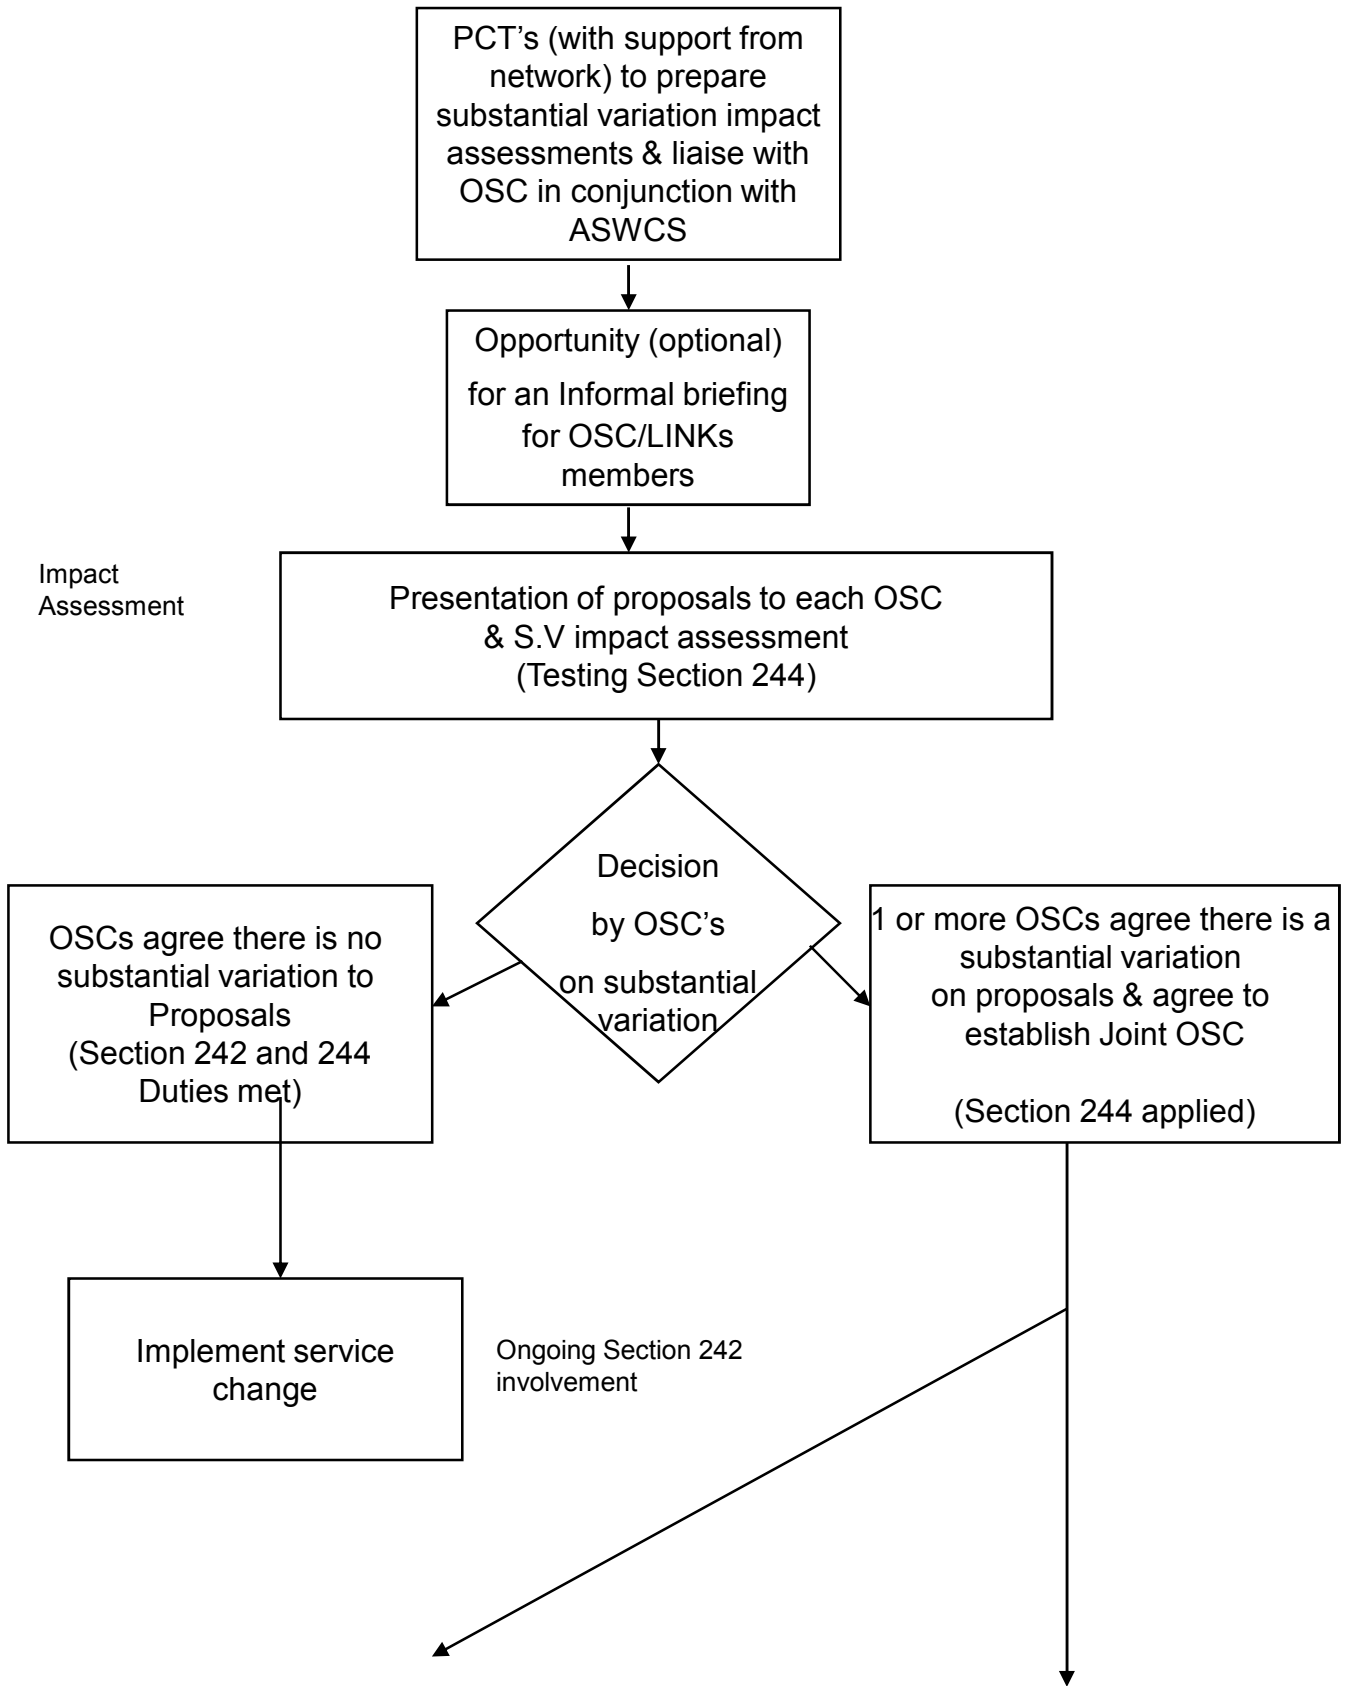 PCT’s (with support from
network) to prepare
substantial variation impact
assessments & liaise with
OSC in conjunction with
ASWCS
Opportunity (optional)
for an Informal briefing
for OSC/LINKs
members
Impact
Assessment
Presentation of proposals to each OSC
& S.V impact assessment
(Testing Section 244)
Decision
by OSC’s
on substantial
variation
OSCs agree there is no
substantial variation to
Proposals
(Section 242 and 244
Duties met)
1 or more OSCs agree there is a
substantial variation
on proposals & agree to
establish Joint OSC
(Section 244 applied)
Implement service
change
Ongoing Section 242
involvement